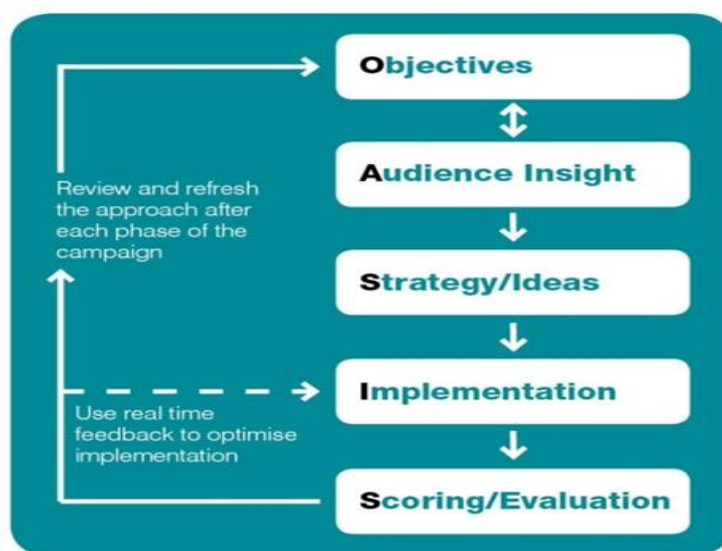 Objectives
Audience Insight
Review and refresh
the approach after
each phase of the
campaign
Strategy/Ideas
Implementation
Use real time
feedback to optimise
implementation
Scoring/Evaluation